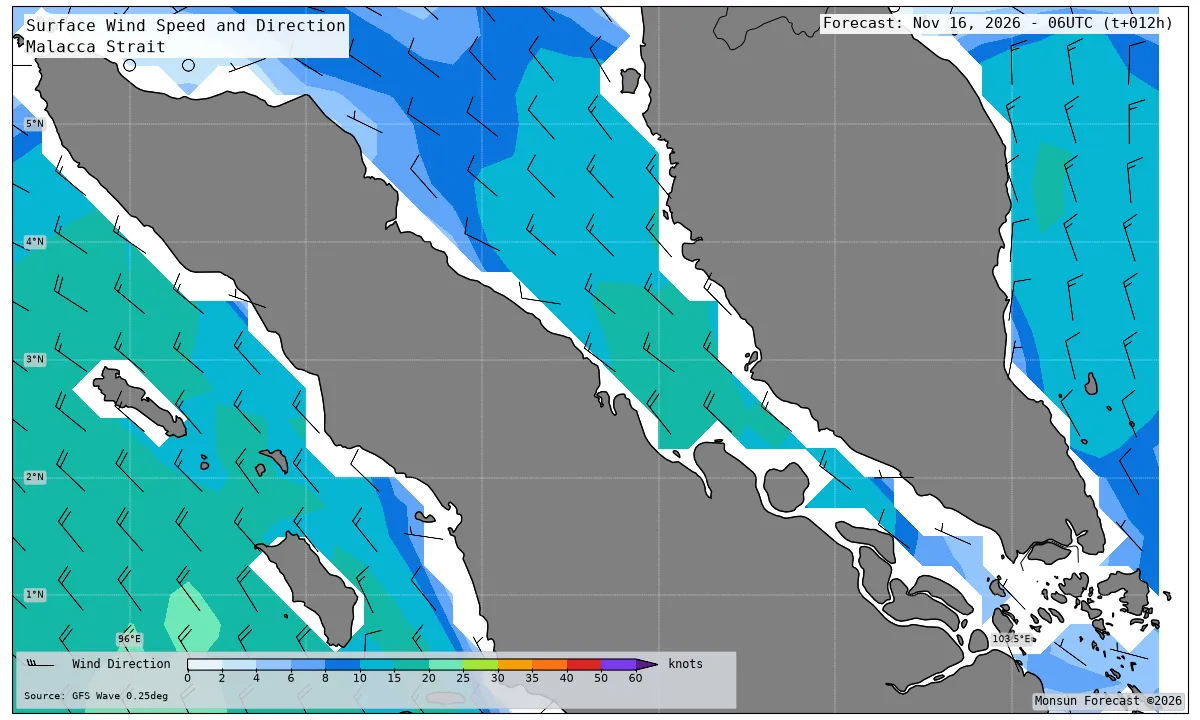 Surface Wind Speed and Direction
Malacca Strait
Forecast: Nov 16, 2026 - 06UTC (t+012h)
5°N
4°N
3°N
2°N
1°N
96°E
103.5°E
Wind Direction
knots
0 2 4 6 8 10 15 20 25 30 35 40 50 60
Source: GFS Wave 0.25deg
Monsun Forecast ©2026